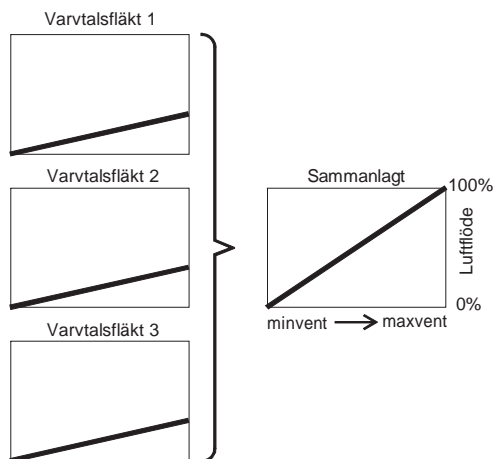 Varvtalsfläkt 1
Varvtalsfläkt 2
Varvtalsfläkt 3
Sammanlagt
100%
Luftflöde
0%
minvent
maxvent